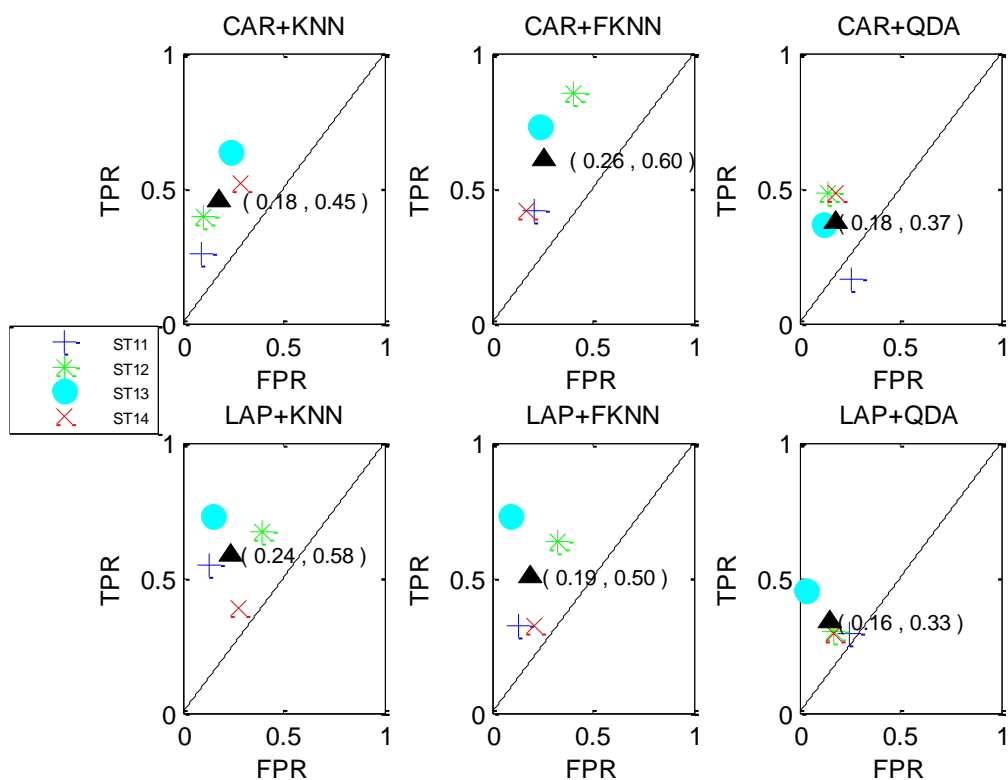 CAR+KNN
CAR+FKNN
CAR+QDA
1
TPR
0.5
0
( 0.18 , 0.45 )
0
0.5
1
FPR
1
TPR
0.5
0
( 0.26 , 0.60 )
0
0.5
1
FPR
1
TPR
0.5
0
( 0.18 , 0.37 )
0
0.5
1
FPR
ST11
ST12
ST13
ST14
LAP+KNN
LAP+FKNN
LAP+QDA
1
TPR
0.5
0
( 0.24 , 0.58 )
0
0.5
1
FPR
1
TPR
0.5
0
( 0.19 , 0.50 )
0
0.5
1
FPR
1
TPR
0.5
0
( 0.16 , 0.33 )
0
0.5
1
FPR